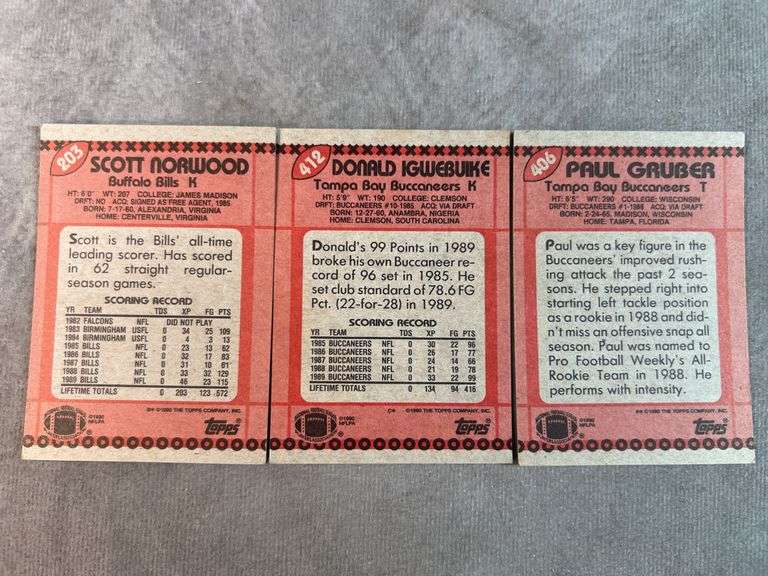 203
SCOTT NORWOOD
Buffalo Bills K
HT: 6'0" WT: 207 COLLEGE: JAMES MADISON
DRFT: NO ACQ: SIGNED AS FREE AGENT, 1985
BORN: 7-17-60, ALEXANDRIA, VIRGINIA
HOME: CENTERVILLE, VIRGINIA
Scott is the Bills' all-time
leading scorer. Has scored
in 62 straight regular-
season games.
SCORING RECORD
YR TEAM TDS XP FG PTS
1982 FALCONS NFL DID NOT PLAY
1983 BIRMINGHAM USFL 0 34 25 109
1984 BIRMINGHAM USFL 0 4 3 13
1985 BILLS NFL 0 23 13 62
1986 BILLS NFL 0 32 17 83
1987 BILLS NFL 0 31 10 61
1988 BILLS NFL 0 33 32 129
1989 BILLS NFL 0 46 23 115
LIFETIME TOTALS 0 203 123 572
©1990
NFLPA
© 1990 THE TOPPS COMPANY, INC.
Topps
412
DONALD IGWEBUIKE
Tampa Bay Buccaneers K
HT: 5'9" WT: 190 COLLEGE: CLEMSON
DRFT: BUCCANEERS #10-1985 ACQ: VIA DRAFT
BORN: 12-27-60, ANAMBRA, NIGERIA
HOME: CLEMSON, SOUTH CAROLINA
Donald's 99 Points in 1989
broke his own Buccaneer re-
cord of 96 set in 1985. He
set club standard of 78.6 FG
Pct. (22-for-28) in 1989.
SCORING RECORD
YR TEAM TDS XP FG PTS
1985 BUCCANEERS NFL 0 30 22 96
1986 BUCCANEERS NFL 0 26 17 77
1987 BUCCANEERS NFL 0 24 14 66
1988 BUCCANEERS NFL 0 21 19 78
1989 BUCCANEERS NFL 0 33 22 99
LIFETIME TOTALS 0 134 94 416
©1990
NFLPA
© 1990 THE TOPPS COMPANY, INC.
Topps
406
PAUL GRUBER
Tampa Bay Buccaneers T
HT: 6'5" WT: 290 COLLEGE: WISCONSIN
DRFT: BUCCANEERS #1-1988 ACQ: VIA DRAFT
BORN: 2-24-65, MADISON, WISCONSIN
HOME: TAMPA, FLORIDA
Paul was a key figure in the
Buccaneers' improved rush-
ing attack the past 2 sea-
sons. He stepped right into
starting left tackle position
as a rookie in 1988 and did-
n't miss an offensive snap all
season. Paul was named to
Pro Football Weekly's All-
Rookie Team in 1988. He
performs with intensity.
©1990
NFLPA
© 1990 THE TOPPS COMPANY, INC.
Topps